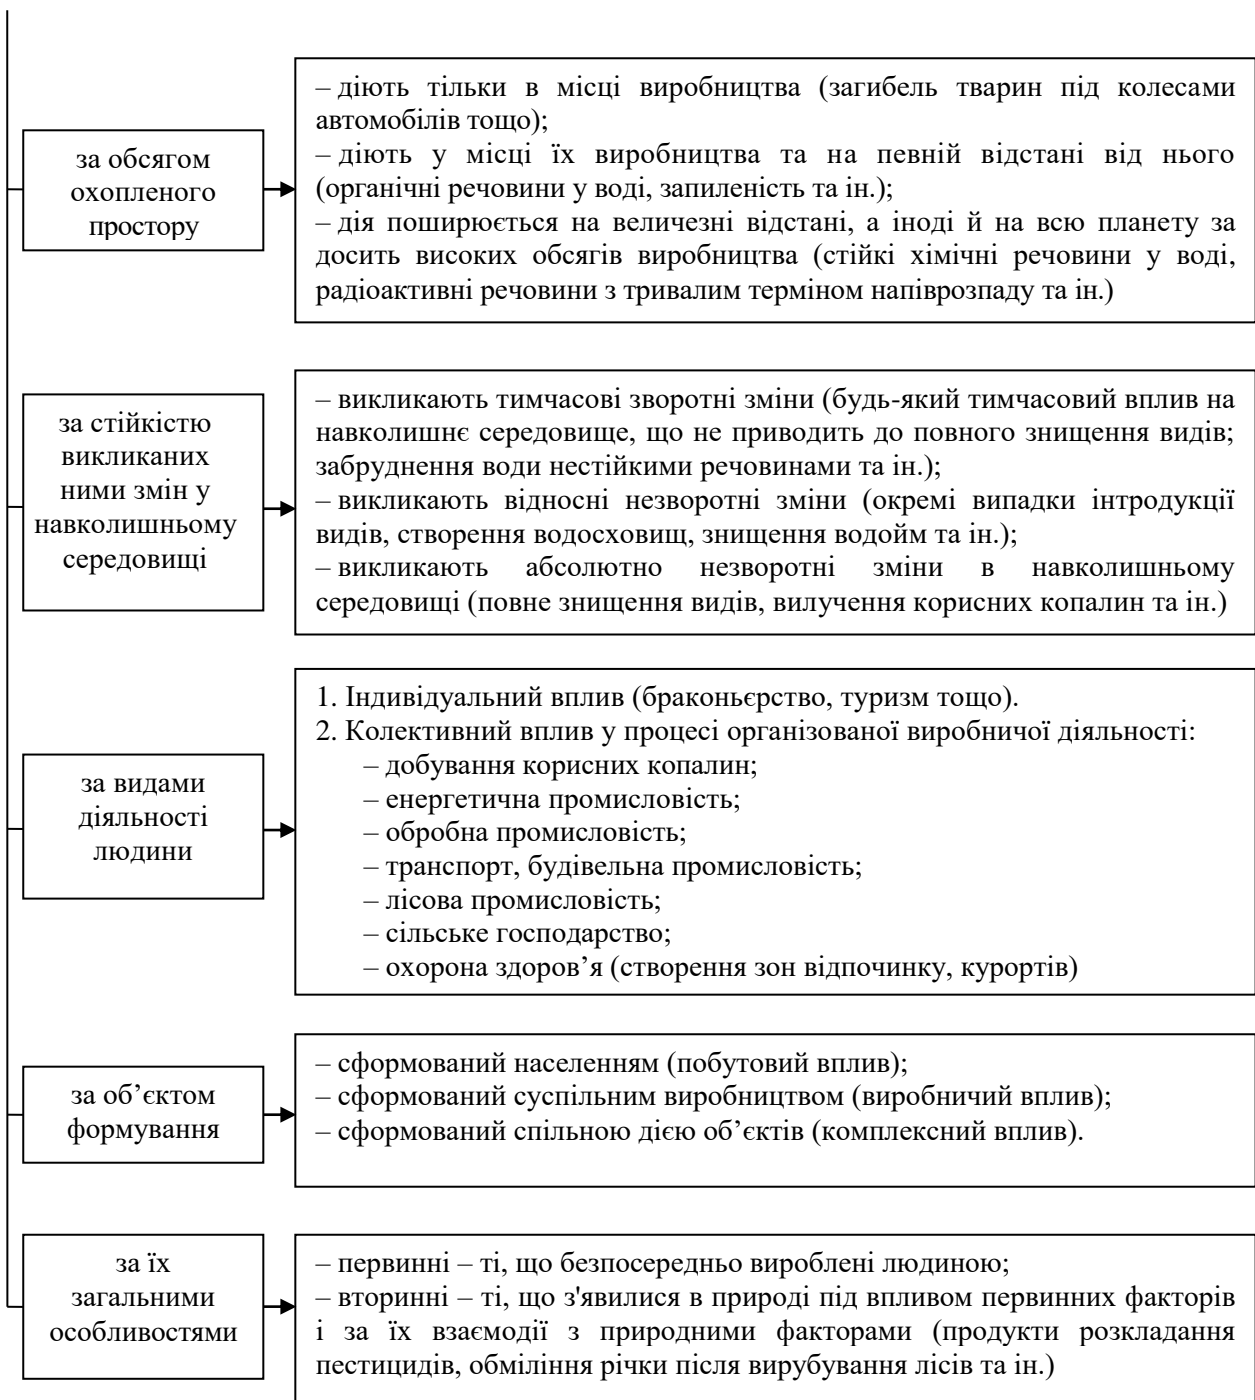 за обсягом
охопленого
простору
– діють тільки в місці виробництва (загибель тварин під колесами
автомобілів тощо);
– діють у місці їх виробництва та на певній відстані від нього
(органічні речовини у воді, запиленість та ін.);
– дія поширюється на величезні відстані, а іноді й на всю планету за
досить високих обсягів виробництва (стійкі хімічні речовини у воді,
радіоактивні речовини з тривалим терміном напіврозпаду та ін.)
за стійкістю
викликаних
ними змін у
навколишньому
середовищі
– викликають тимчасові зворотні зміни (будь-який тимчасовий вплив на
навколишнє середовище, що не приводить до повного знищення видів;
забруднення води нестійкими речовинами та ін.);
– викликають відносні незворотні зміни (окремі випадки інтродукції
видів, створення водосховищ, знищення водойм та ін.);
– викликають абсолютно незворотні зміни в навколишньому
середовищі (повне знищення видів, вилучення корисних копалин та ін.)
за видами
діяльності
людини
1. Індивідуальний вплив (браконьєрство, туризм тощо).
2. Колективний вплив у процесі організованої виробничої діяльності:
– добування корисних копалин;
– енергетична промисловість;
– обробна промисловість;
– транспорт, будівельна промисловість;
– лісова промисловість;
– сільське господарство;
– охорона здоров’я (створення зон відпочинку, курортів)
за об’єктом
формування
– сформований населенням (побутовий вплив);
– сформований суспільним виробництвом (виробничий вплив);
– сформований спільною дією об’єктів (комплексний вплив).
за їх
загальними
особливостями
– первинні – ті, що безпосередньо вироблені людиною;
– вторинні – ті, що з'явилися в природі під впливом первинних факторів
і за їх взаємодії з природними факторами (продукти розкладання
пестицидів, обміління річки після вирубування лісів та ін.)